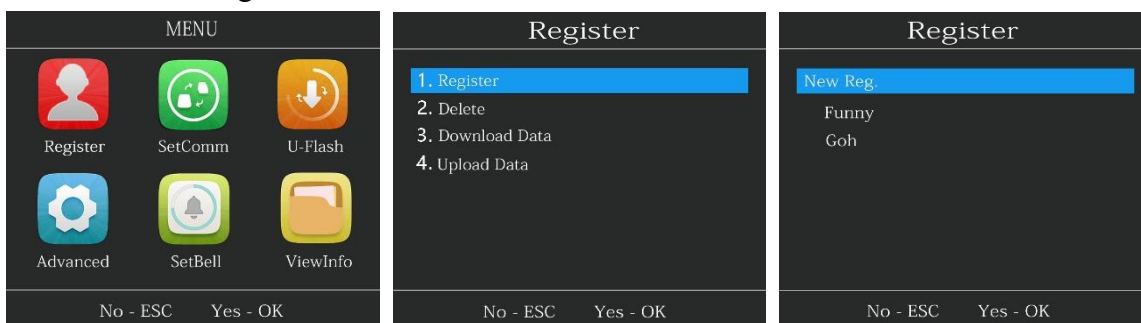 MENU
Register SetComm U-Flash
Advanced SetBell ViewInfo
No - ESC Yes - OK
Register
1. Register
2. Delete
3. Download Data
4. Upload Data
No - ESC Yes - OK
Register
New Reg.
Funny
Goh
No - ESC Yes - OK